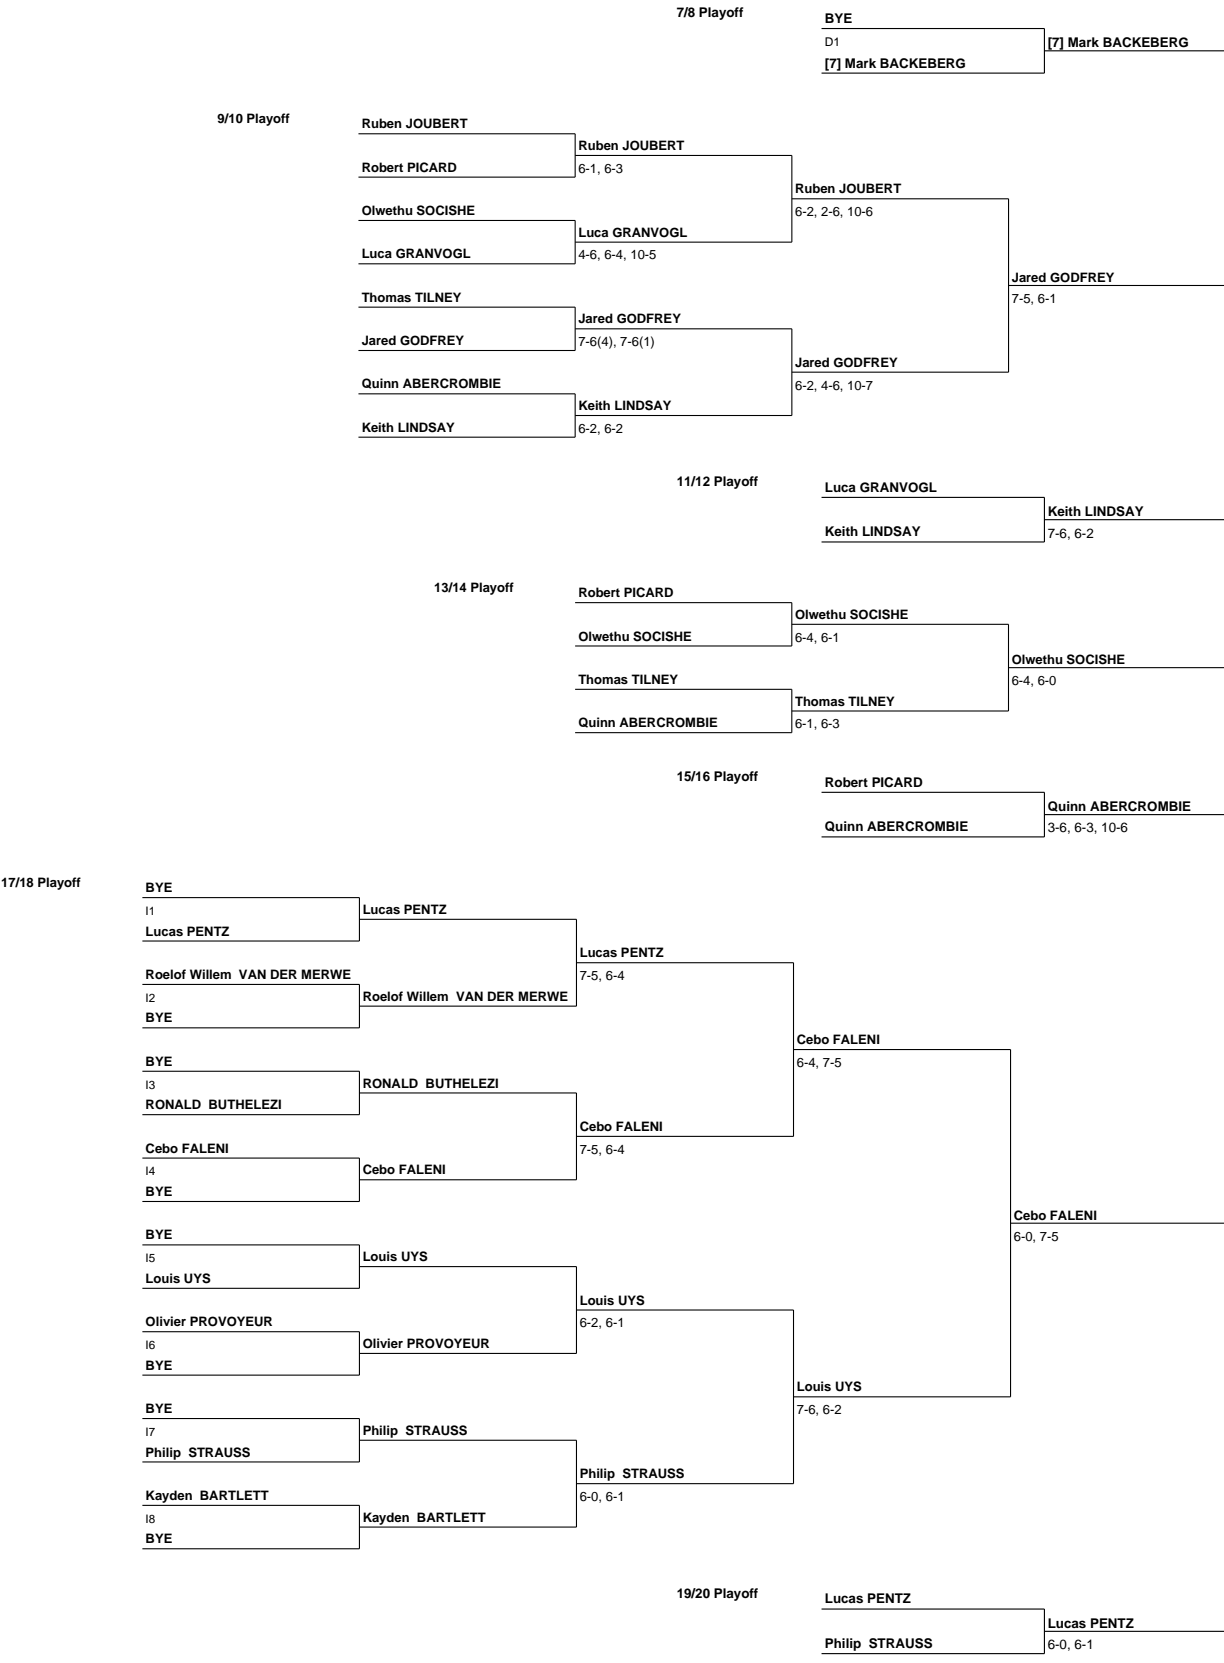 7/8 Playoff
BYE
D1
[7] Mark BACKEBERG
[7] Mark BACKEBERG
9/10 Playoff
Ruben JOUBERT
Ruben JOUBERT
Robert PICARD
6-1, 6-3
Ruben JOUBERT
Olwethu SOCISHE
6-2, 2-6, 10-6
Luca GRANVOGL
Luca GRANVOGL
4-6, 6-4, 10-5
Jared GODFREY
Thomas TILNEY
7-5, 6-1
Jared GODFREY
Jared GODFREY
7-6(4), 7-6(1)
Jared GODFREY
Quinn ABERCROMBIE
6-2, 4-6, 10-7
Keith LINDSAY
Keith LINDSAY
6-2, 6-2
11/12 Playoff
Luca GRANVOGL
Keith LINDSAY
Keith LINDSAY
7-6, 6-2
13/14 Playoff
Robert PICARD
Olwethu SOCISHE
Olwethu SOCISHE
6-4, 6-1
Olwethu SOCISHE
Thomas TILNEY
6-4, 6-0
Thomas TILNEY
Quinn ABERCROMBIE
6-1, 6-3
15/16 Playoff
Robert PICARD
Quinn ABERCROMBIE
Quinn ABERCROMBIE
3-6, 6-3, 10-6
17/18 Playoff
BYE
I1
Lucas PENTZ
Lucas PENTZ
Lucas PENTZ
Roelof Willem  VAN DER MERWE
7-5, 6-4
I2
Roelof Willem  VAN DER MERWE
BYE
Cebo FALENI
BYE
6-4, 7-5
I3
RONALD  BUTHELEZI
RONALD  BUTHELEZI
Cebo FALENI
Cebo FALENI
7-5, 6-4
I4
Cebo FALENI
BYE
Cebo FALENI
BYE
6-0, 7-5
I5
Louis UYS
Louis UYS
Louis UYS
Olivier PROVOYEUR
6-2, 6-1
I6
Olivier PROVOYEUR
BYE
Louis UYS
BYE
7-6, 6-2
I7
Philip  STRAUSS
Philip  STRAUSS
Philip  STRAUSS
Kayden  BARTLETT
6-0, 6-1
I8
Kayden  BARTLETT
BYE
19/20 Playoff
Lucas PENTZ
Lucas PENTZ
Philip  STRAUSS
6-0, 6-1